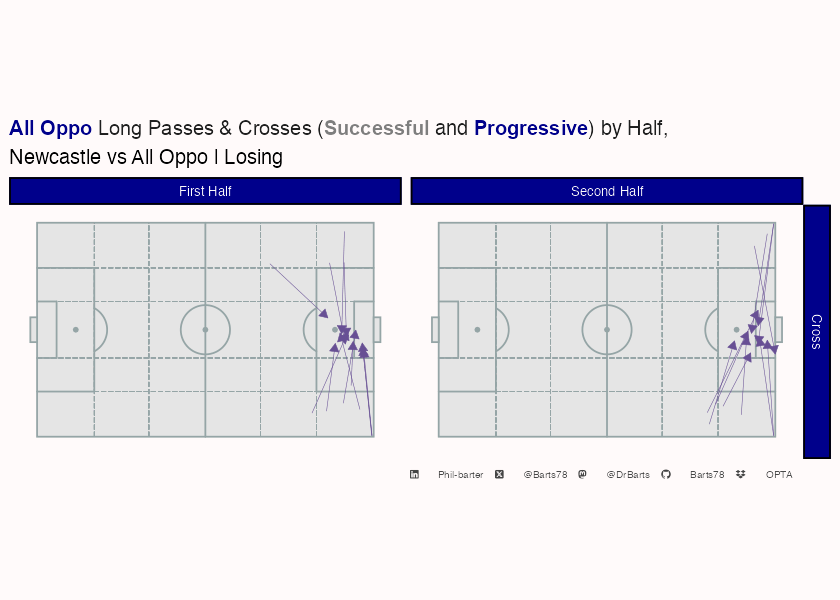 All Oppo Long Passes & Crosses (Successful and Progressive) by Half,
Newcastle vs All Oppo | Losing
First Half
Second Half
Cross
Phil-barter @Barts78 @DrBarts Barts78 OPTA